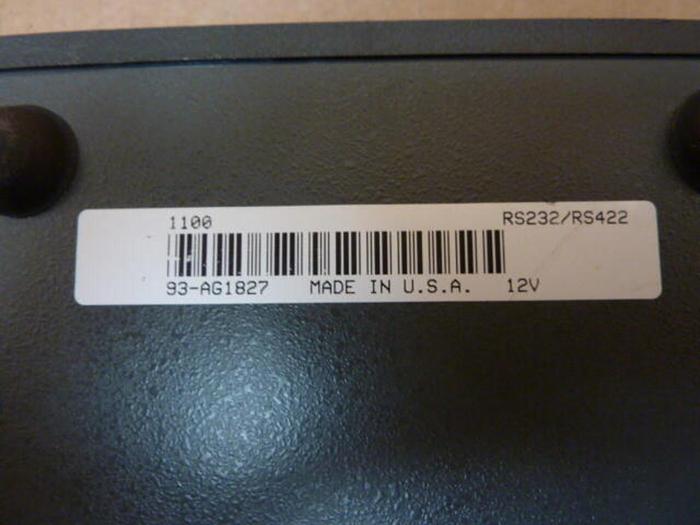 1100 RS232/RS422
93-AG1827 MADE IN U.S.A. 12V